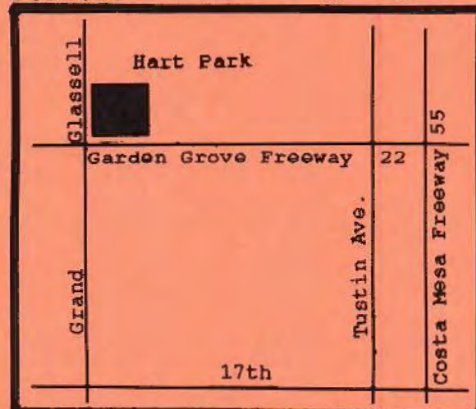 Hart Park
Glassell
Garden Grove Freeway 22
Grand
Tustin Ave.
Costa Mesa Freeway 55
17th